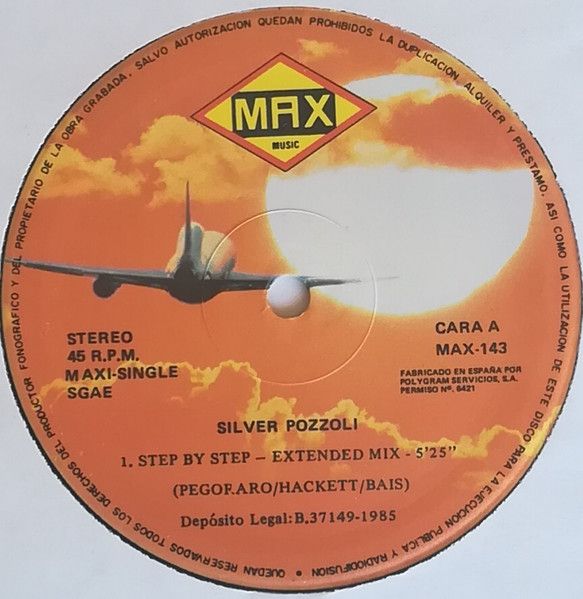 QUEDAN RESERVADOS TODOS LOS DERECHOS DEL PRODUCTOR FONOGRAFICO Y DEL PROPIETARIO DE LA OBRA GRABADA. SALVO AUTORIZACION QUEDAN PROHIBIDOS LA DUPLICACION, ALQUILER Y PRESTAMO, ASI COMO LA UTILIZACION DE ESTE DISCO PARA LA EJECUCION PUBLICA Y RADIODIFUSION •
MAX
MUSIC
STEREO
45 R.P.M.
MAXI-SINGLE
SGAE
CARA A
MAX-143
FABRICADO EN ESPAÑA POR
POLYGRAM SERVICIOS, S.A.
PERMISO Nº. 6421
SILVER POZZOLI
1. STEP BY STEP – EXTENDED MIX - 5'25"
(PEGOF.ARO/HACKETT/BAIS)
Depósito Legal: B.37149-1985